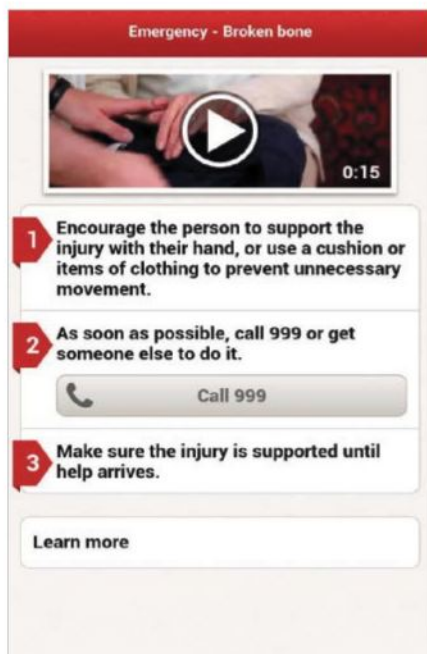 Emergency - Broken bone
0:15
1
Encourage the person to support the
injury with their hand, or use a cushion or
items of clothing to prevent unnecessary
movement.
2
As soon as possible, call 999 or get
someone else to do it.
Call 999
3
Make sure the injury is supported until
help arrives.
Learn more